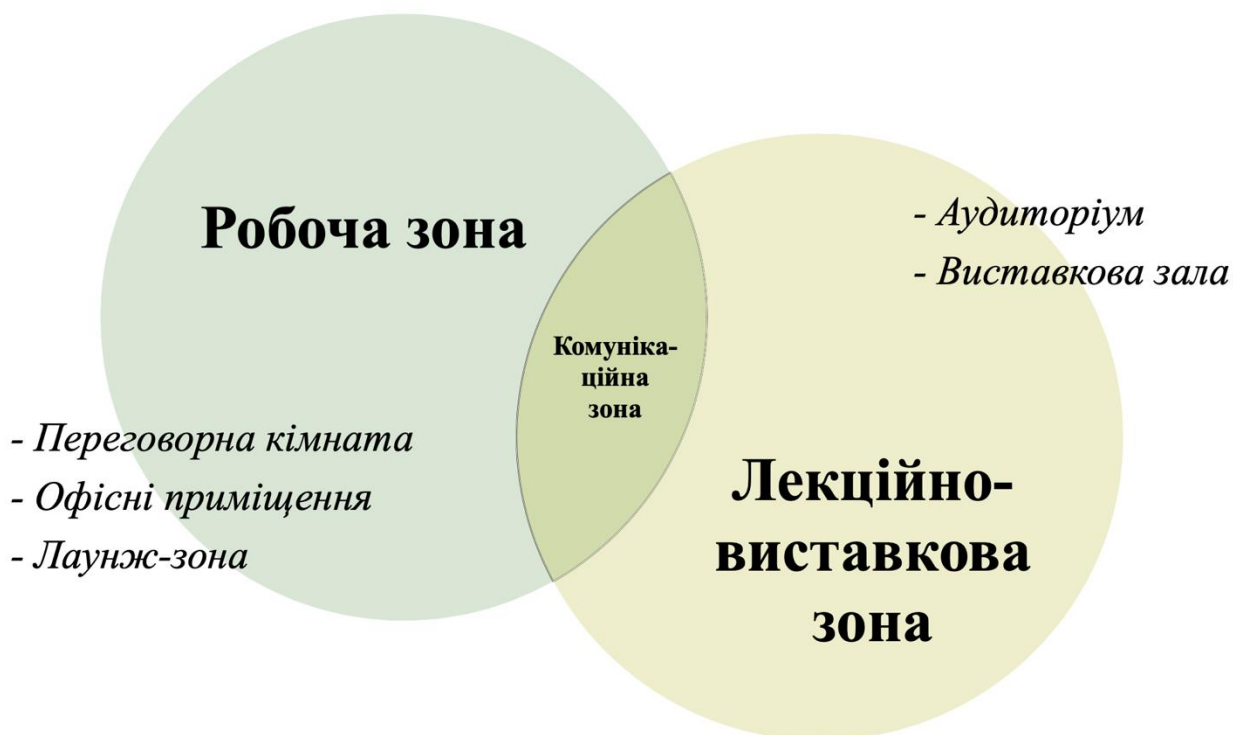 Робоча зона
- Переговорна кімната
- Офісні приміщення
- Лаунж-зона
Комуніка-
ційна
зона
- Аудиторіум
- Виставкова зала
Лекційно-
виставкова
зона